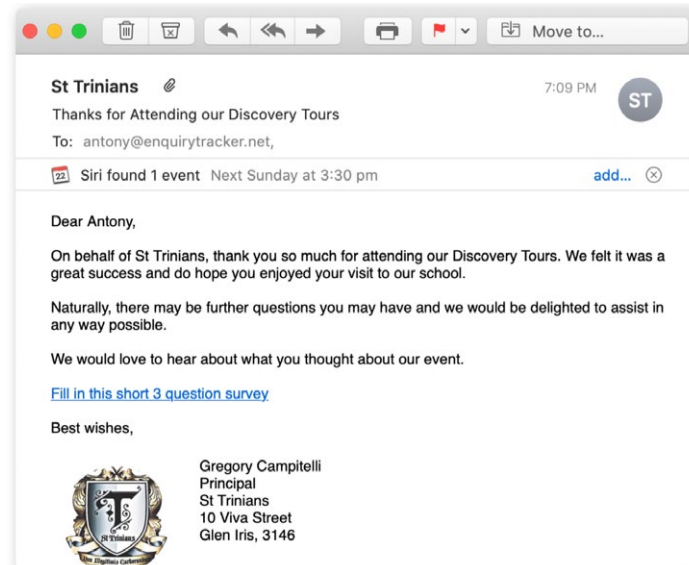 Move to...
St Trinians
7:09 PM
ST
Thanks for Attending our Discovery Tours
To: antony@enquirytracker.net,
22 Siri found 1 event Next Sunday at 3:30 pm add...
Dear Antony,
On behalf of St Trinians, thank you so much for attending our Discovery Tours. We felt it was a
great success and do hope you enjoyed your visit to our school.
Naturally, there may be further questions you may have and we would be delighted to assist in
any way possible.
We would love to hear about what you thought about our event.
Fill in this short 3 question survey
Best wishes,
Gregory Campitelli
Principal
St Trinians
10 Viva Street
Glen Iris, 3146
T
St Trinians